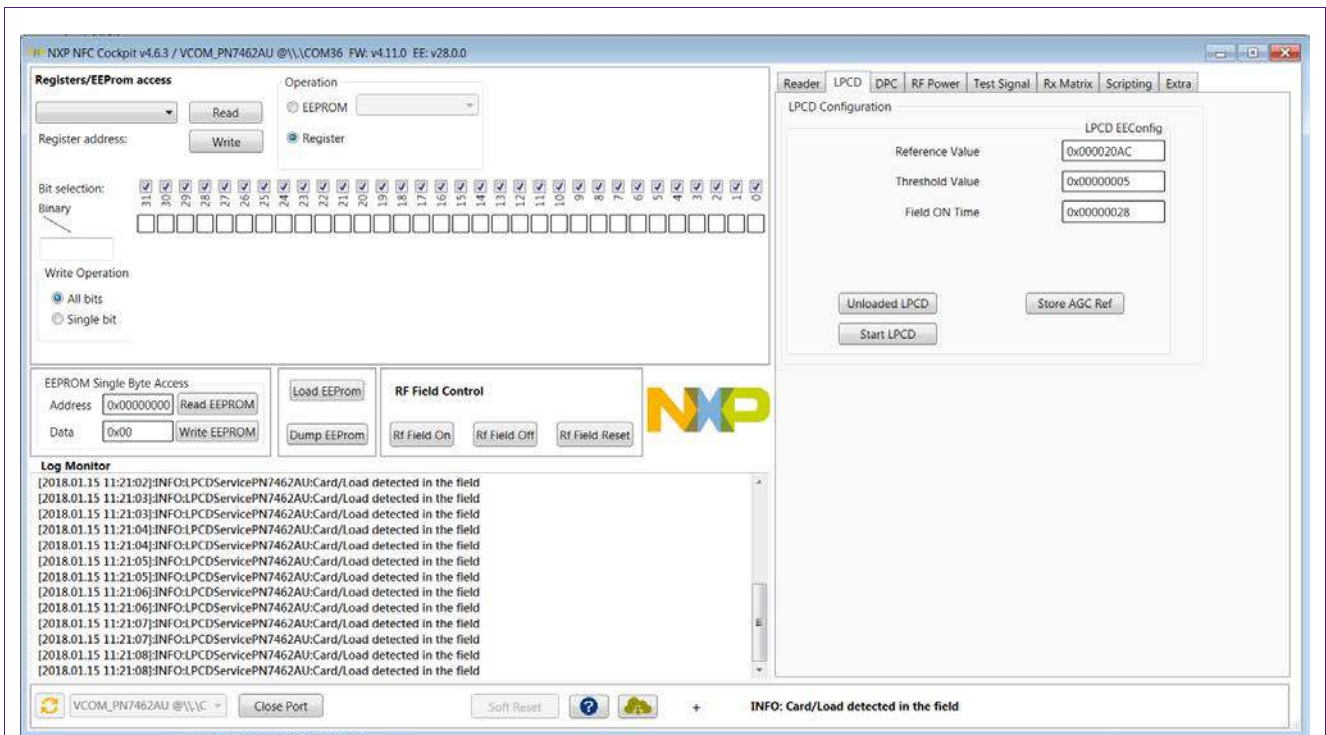 NXP NFC Cockpit v4.6.3 / VCOM_PN7462AU @\\.\COM36 FW: v4.11.0 EE: v28.0.0
Registers/EEProm access
Operation
EEPROM
Read
Register address:
Write
Register
Bit selection:
31 30 29 28 27 26 25 24 23 22 21 20 19 18 17 16 15 14 13 12 11 10 9 8 7 6 5 4 3 2 1 0
Binary
Write Operation
All bits
Single bit
EEPROM Single Byte Access
Address 0x00000000 Read EEPROM
Data 0x00 Write EEPROM
Load EEProm
Dump EEProm
RF Field Control
Rf Field On Rf Field Off Rf Field Reset
NXP
Log Monitor
[2018.01.15 11:21:02]:INFO:LPCDServicePN7462AU:Card/Load detected in the field
[2018.01.15 11:21:03]:INFO:LPCDServicePN7462AU:Card/Load detected in the field
[2018.01.15 11:21:03]:INFO:LPCDServicePN7462AU:Card/Load detected in the field
[2018.01.15 11:21:04]:INFO:LPCDServicePN7462AU:Card/Load detected in the field
[2018.01.15 11:21:04]:INFO:LPCDServicePN7462AU:Card/Load detected in the field
[2018.01.15 11:21:05]:INFO:LPCDServicePN7462AU:Card/Load detected in the field
[2018.01.15 11:21:05]:INFO:LPCDServicePN7462AU:Card/Load detected in the field
[2018.01.15 11:21:06]:INFO:LPCDServicePN7462AU:Card/Load detected in the field
[2018.01.15 11:21:06]:INFO:LPCDServicePN7462AU:Card/Load detected in the field
[2018.01.15 11:21:07]:INFO:LPCDServicePN7462AU:Card/Load detected in the field
[2018.01.15 11:21:07]:INFO:LPCDServicePN7462AU:Card/Load detected in the field
[2018.01.15 11:21:08]:INFO:LPCDServicePN7462AU:Card/Load detected in the field
[2018.01.15 11:21:08]:INFO:LPCDServicePN7462AU:Card/Load detected in the field
Reader LPCD DPC RF Power Test Signal Rx Matrix Scripting Extra
LPCD Configuration
LPCD EEConfig
Reference Value 0x000020AC
Threshold Value 0x00000005
Field ON Time 0x00000028
Unloaded LPCD Store AGC Ref
Start LPCD
VCOM_PN7462AU @\\.\C Close Port Soft Reset ? + INFO: Card/Load detected in the field